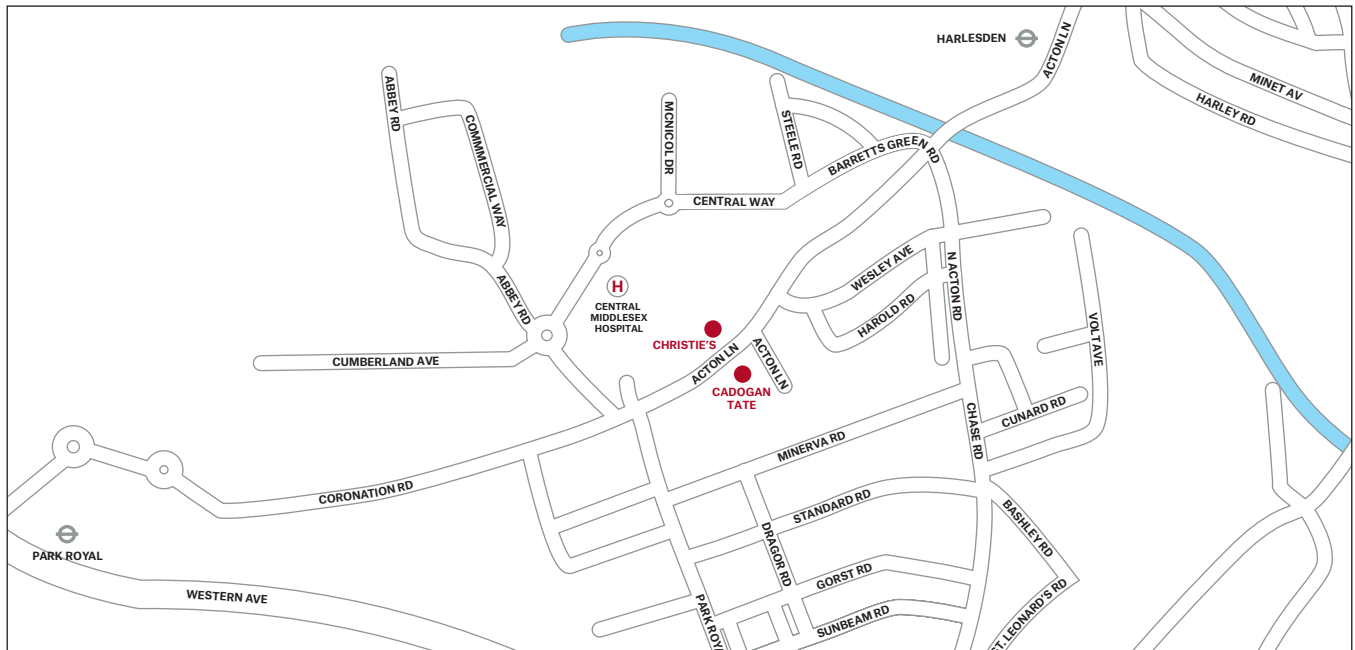 HARLESDEN
ACTON LN
MINET AV
HARLEY RD
ABBEY RD
COMMMERCIAL WAY
MCNICOL DR
STEELE RD
BARRETTS GREEN RD
CENTRAL WAY
ABBEY RD
H
CENTRAL
MIDDLESEX
HOSPITAL
WESLEY AVE
HAROLD RD
N ACTON RD
VOLT AVE
CHRISTIE'S
CUMBERLAND AVE
ACTON LN
ACTON LN
CADOGAN
TATE
CUNARD RD
CHASE RD
MINERVA RD
CORONATION RD
STANDARD RD
BASHLEY RD
DRAGOR RD
PARK ROYAL
GORST RD
WESTERN AVE
SUNBEAM RD
PARK ROY
ST. LEONARD'S RD